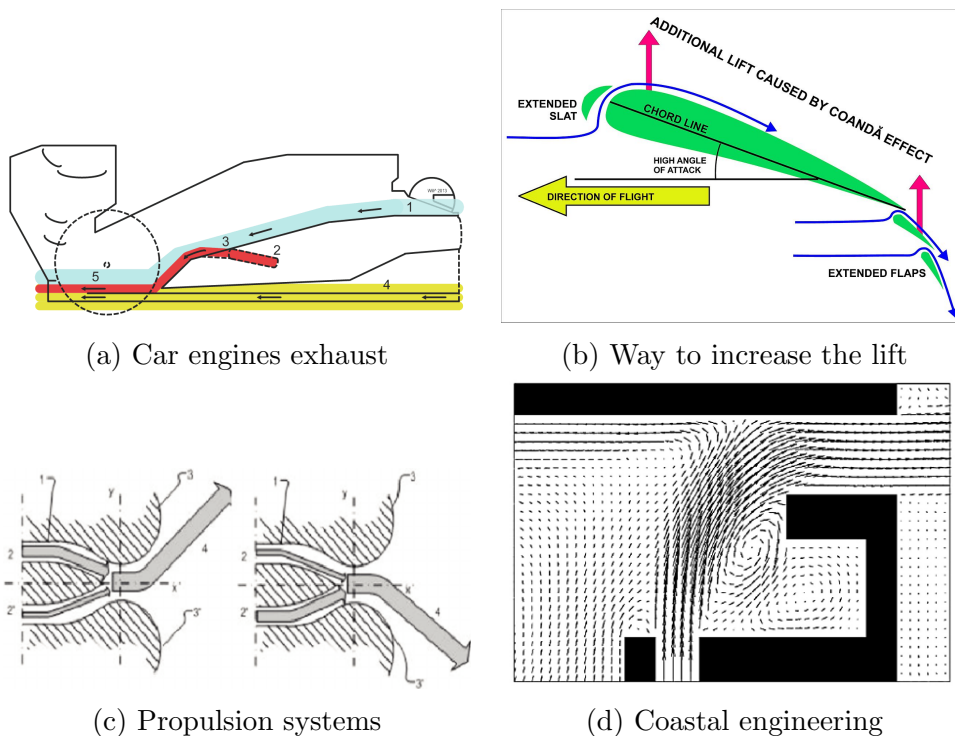 WBF 2013
1
3
2
5
4
(a) Car engines exhaust
ADDITIONAL LIFT CAUSED BY COANDĂ EFFECT
EXTENDED
SLAT
CHORD LINE
HIGH ANGLE
OF ATTACK
DIRECTION OF FLIGHT
EXTENDED FLAPS
(b) Way to increase the lift
1
y
3
2
4
x
2'
3'
1
y
3
2
x
2'
4
3'
(c) Propulsion systems
(d) Coastal engineering